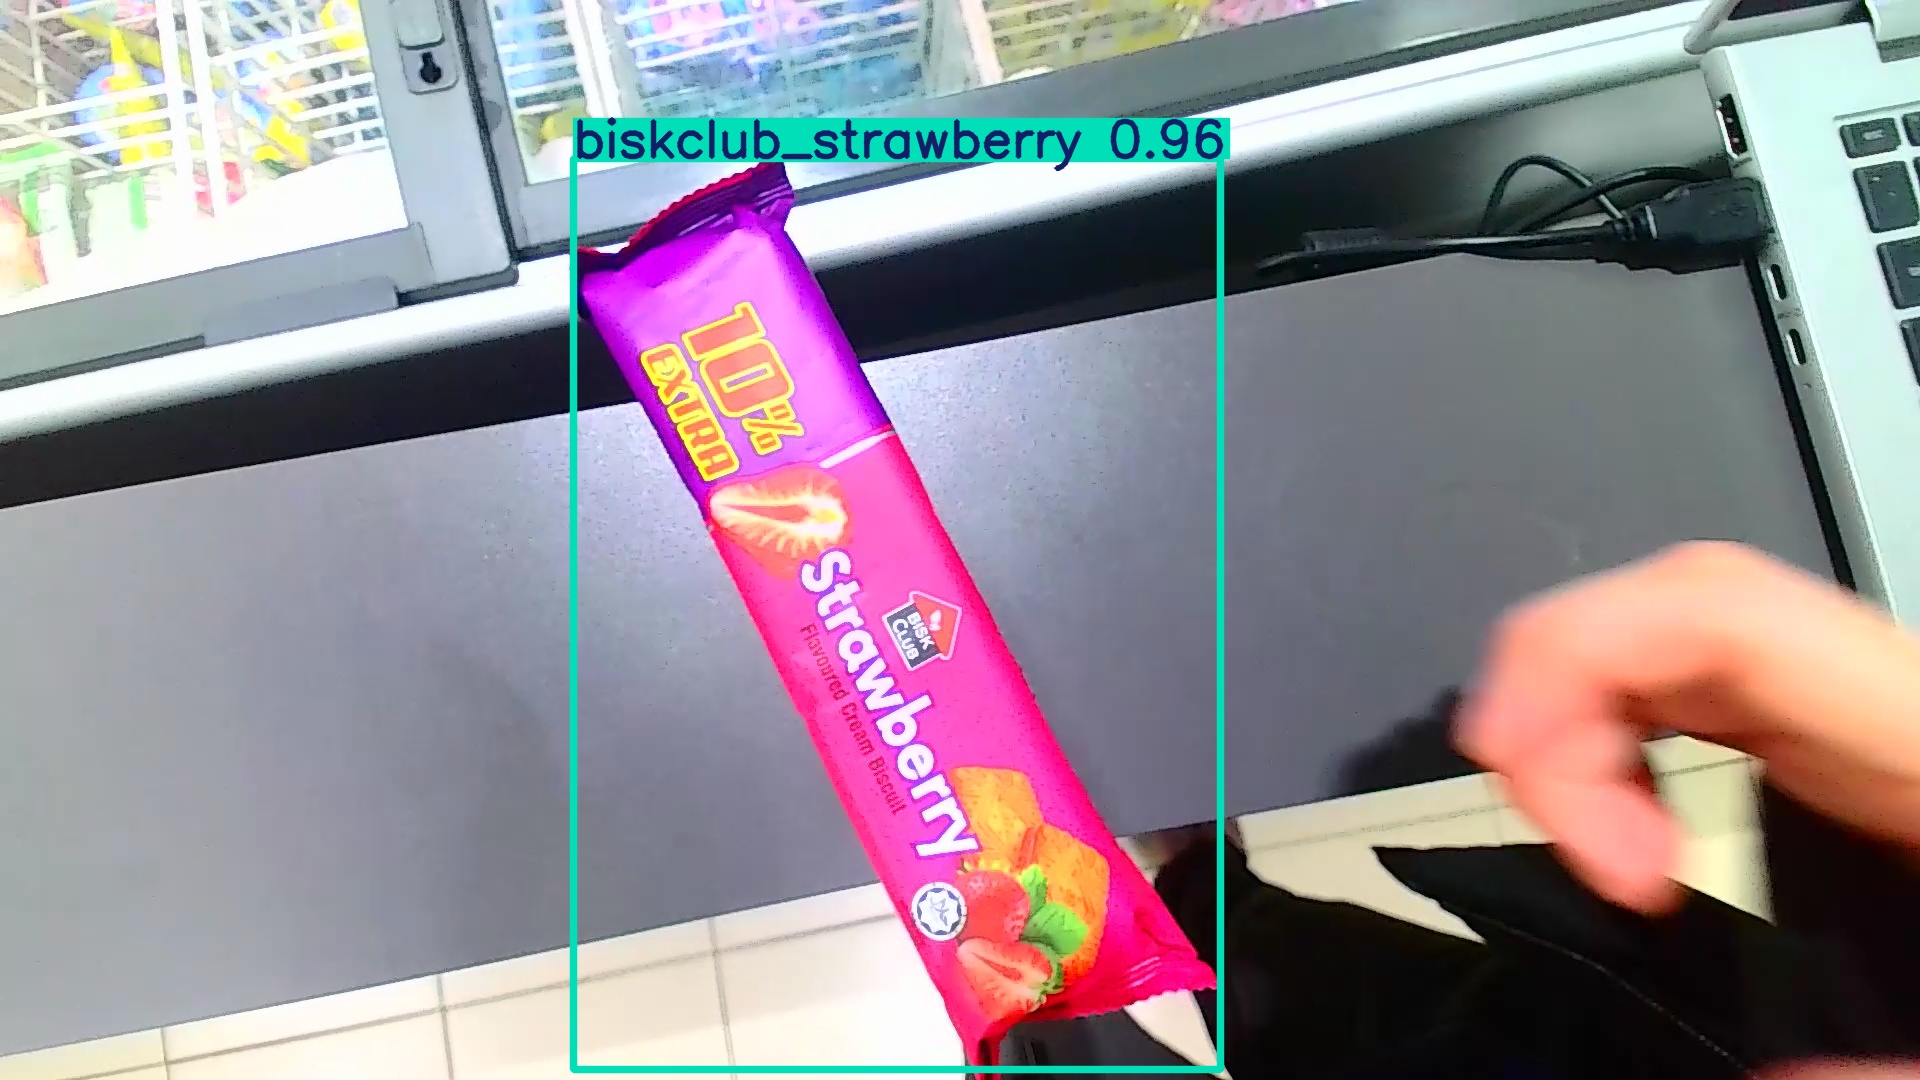 biskclub_strawberry 0.96
10%
EXTRA
Strawberry
Flavoured Cream Biscuit
BISK
CLUB